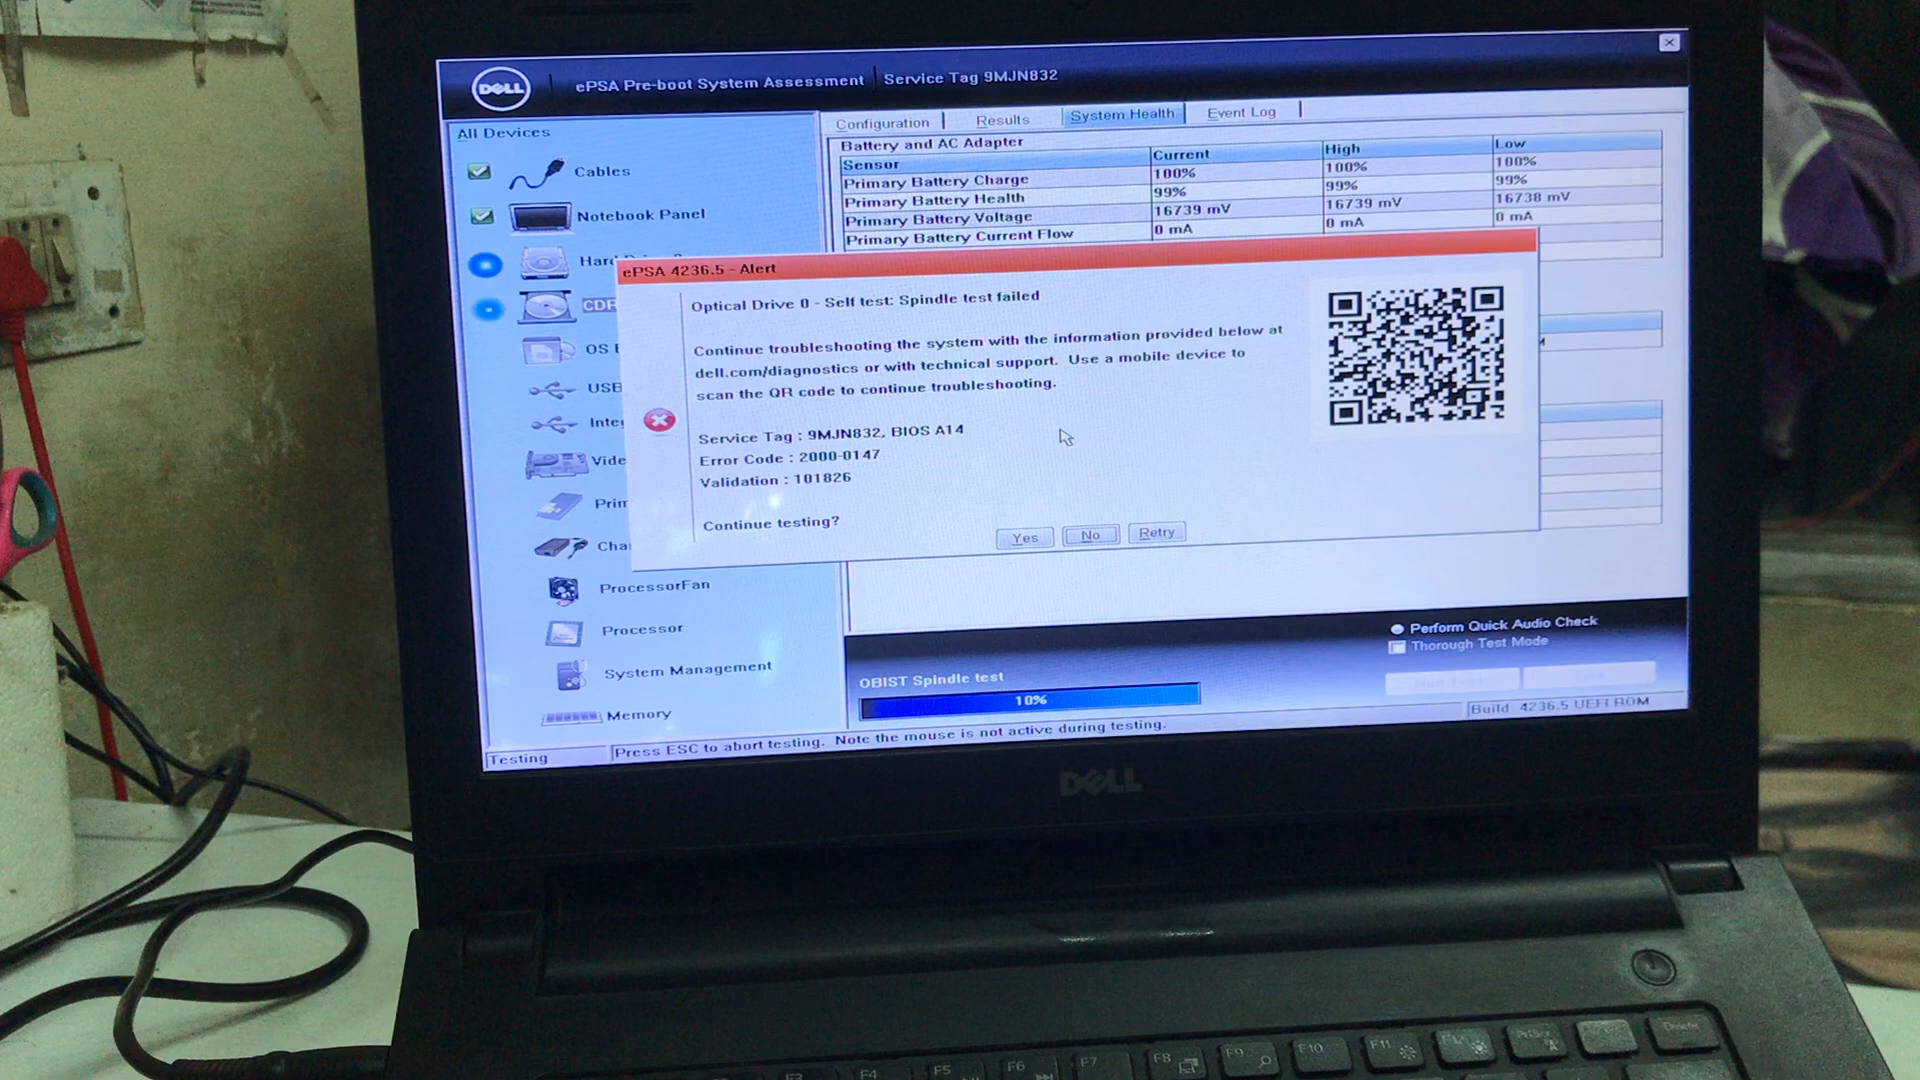 DELL
ePSA Pre-boot System Assessment
Service Tag 9MJN832
Configuration
Results
System Health
Event Log
All Devices
Cables
Notebook Panel
OS
USB
ProcessorFan
Processor
System Management
Memory
Battery and AC Adapter
Sensor Current High Low
Primary Battery Charge 100% 100% 100%
Primary Battery Health 99% 99% 99%
Primary Battery Voltage 16739 mV 16739 mV 16738 mV
Primary Battery Current Flow 0 mA 0 mA 0 mA
ePSA 4236.5 - Alert
Optical Drive 0 - Self test: Spindle test failed
Continue troubleshooting the system with the information provided below at
dell.com/diagnostics or with technical support. Use a mobile device to
scan the QR code to continue troubleshooting.
Service Tag : 9MJN832, BIOS A14
Error Code : 2000-0147
Validation : 101826
Continue testing?
Yes
No
Retry
Perform Quick Audio Check
Thorough Test Mode
OBIST Spindle test
10%
Build 4236.5 UEFI ROM
Testing
Press ESC to abort testing. Note the mouse is not active during testing.
DELL
F4
F5
F6
F7
F8
F9
F10
F11
Delete